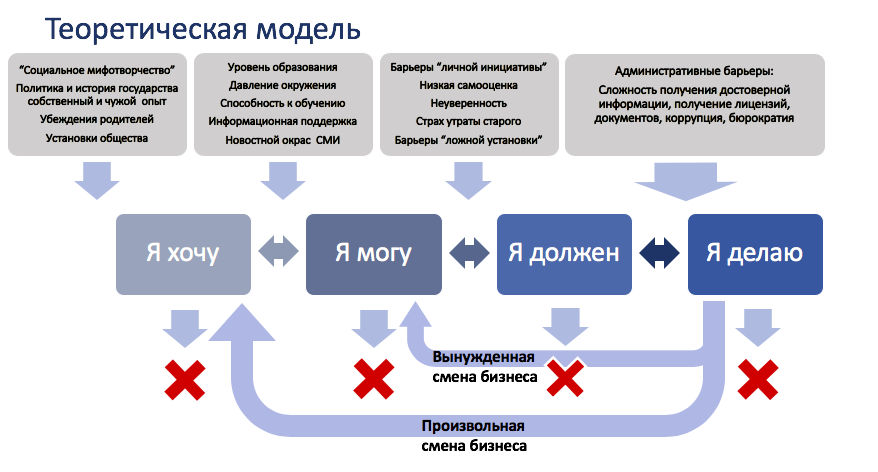 Теоретическая модель
“Социальное мифотворчество”
Политика и история государства
собственный и чужой опыт
Убеждения родителей
Установки общества
Уровень образования
Давление окружения
Способность к обучению
Информационная поддержка
Новостной окрас СМИ
Барьеры “личной инициативы”
Низкая самооценка
Неуверенность
Страх утраты старого
Барьеры “ложной установки”
Административные барьеры:
Сложность получения достоверной
информации, получение лицензий,
документов, коррупция, бюрократия
Я хочу
Я могу
Я должен
Я делаю
Вынужденная
смена бизнеса
Произвольная
смена бизнеса